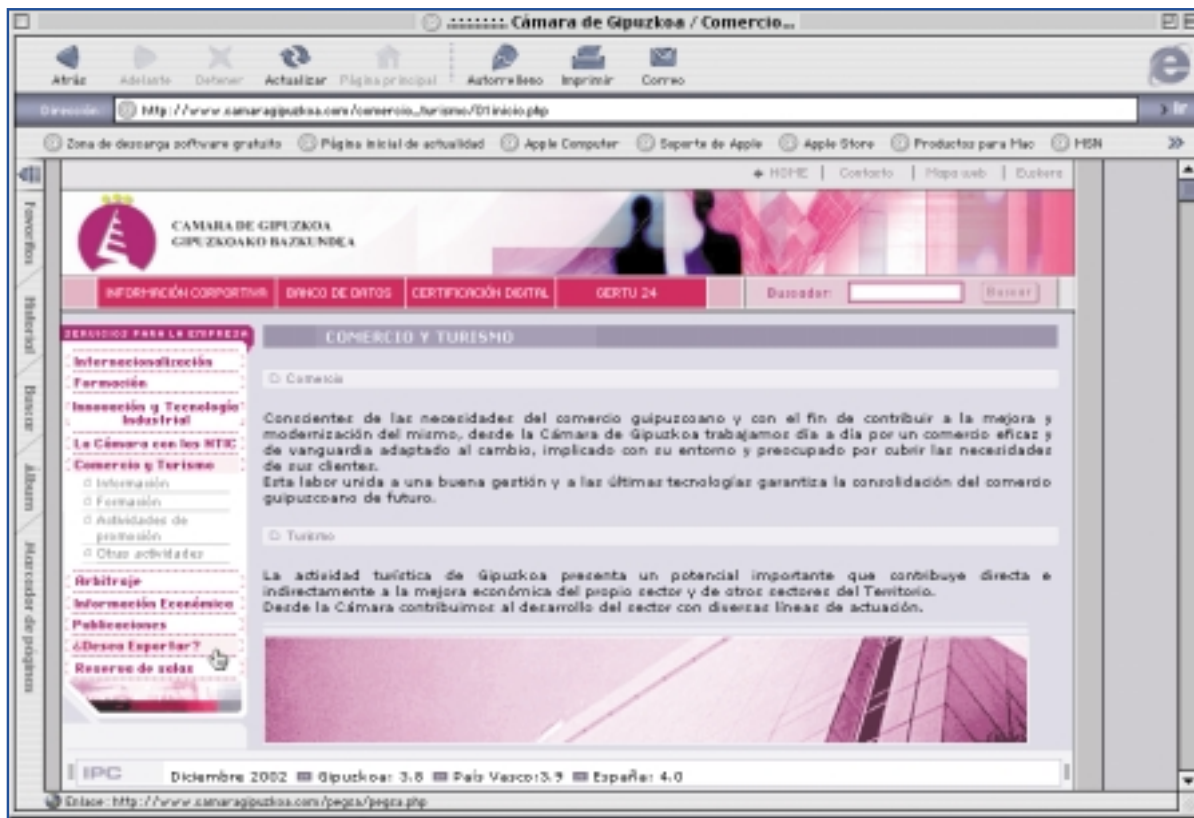 :::::::: Cámara de Gipuzkoa / Comercio...
Atrás Adelante Detener Actualizar Página principal Autorrelleno Imprimir Correo
Dirección http://www.camaragipuzkoa.com/comercio_turismo/01inicio.php Ir
Zona de descarga software gratuito Página inicial de actualidad Apple Computer Soporte de Apple Apple Store Productos para Mac MSN
HOME | Contacto | Mapa web | Euskera
CAMARA DE GIPUZKOA
GIPUZKOAKO BAZKUNDEA
INFORMACIÓN CORPORTIVA BANCO DE DATOS CERTIFICACIÓN DIGITAL GERTU 24 Buscador: Buscar
Favoritos
Historial
Buscar
Álbum
Marcador de páginas
SERVICIOS PARA LA EMPRESA
Internacionalización
Formación
Innovación y Tecnología
Industrial
La Cámara con las NTIC
Comercio y Turismo
Información
Formación
Actividades de
promoción
Otras actividades
Arbitraje
Información Económica
Publicaciones
¿Desea Exportar?
Reserva de salas
COMERCIO Y TURISMO
Comercio
Conscientes de las necesidades del comercio guipuzcoano y con el fin de contribuir a la mejora y
modernización del mismo, desde la Cámara de Gipuzkoa trabajamos día a día por un comercio eficaz y
de vanguardia adaptado al cambio, implicado con su entorno y preocupado por cubrir las necesidades
de sus clientes.
Esta labor unida a una buena gestión y a las últimas tecnologías garantiza la consolidación del comercio
guipuzcoano de futuro.
Turismo
La actividad turística de Gipuzkoa presenta un potencial importante que contribuye directa e
indirectamente a la mejora económica del propio sector y de otros sectores del Territorio.
Desde la Cámara contribuimos al desarrollo del sector con diversas líneas de actuación.
IPC Diciembre 2002 Gipuzkoa: 3.8 País Vasco:3.9 España: 4.0
Enlace: http://www.camaragipuzkoa.com/pegsa/pegsa.php